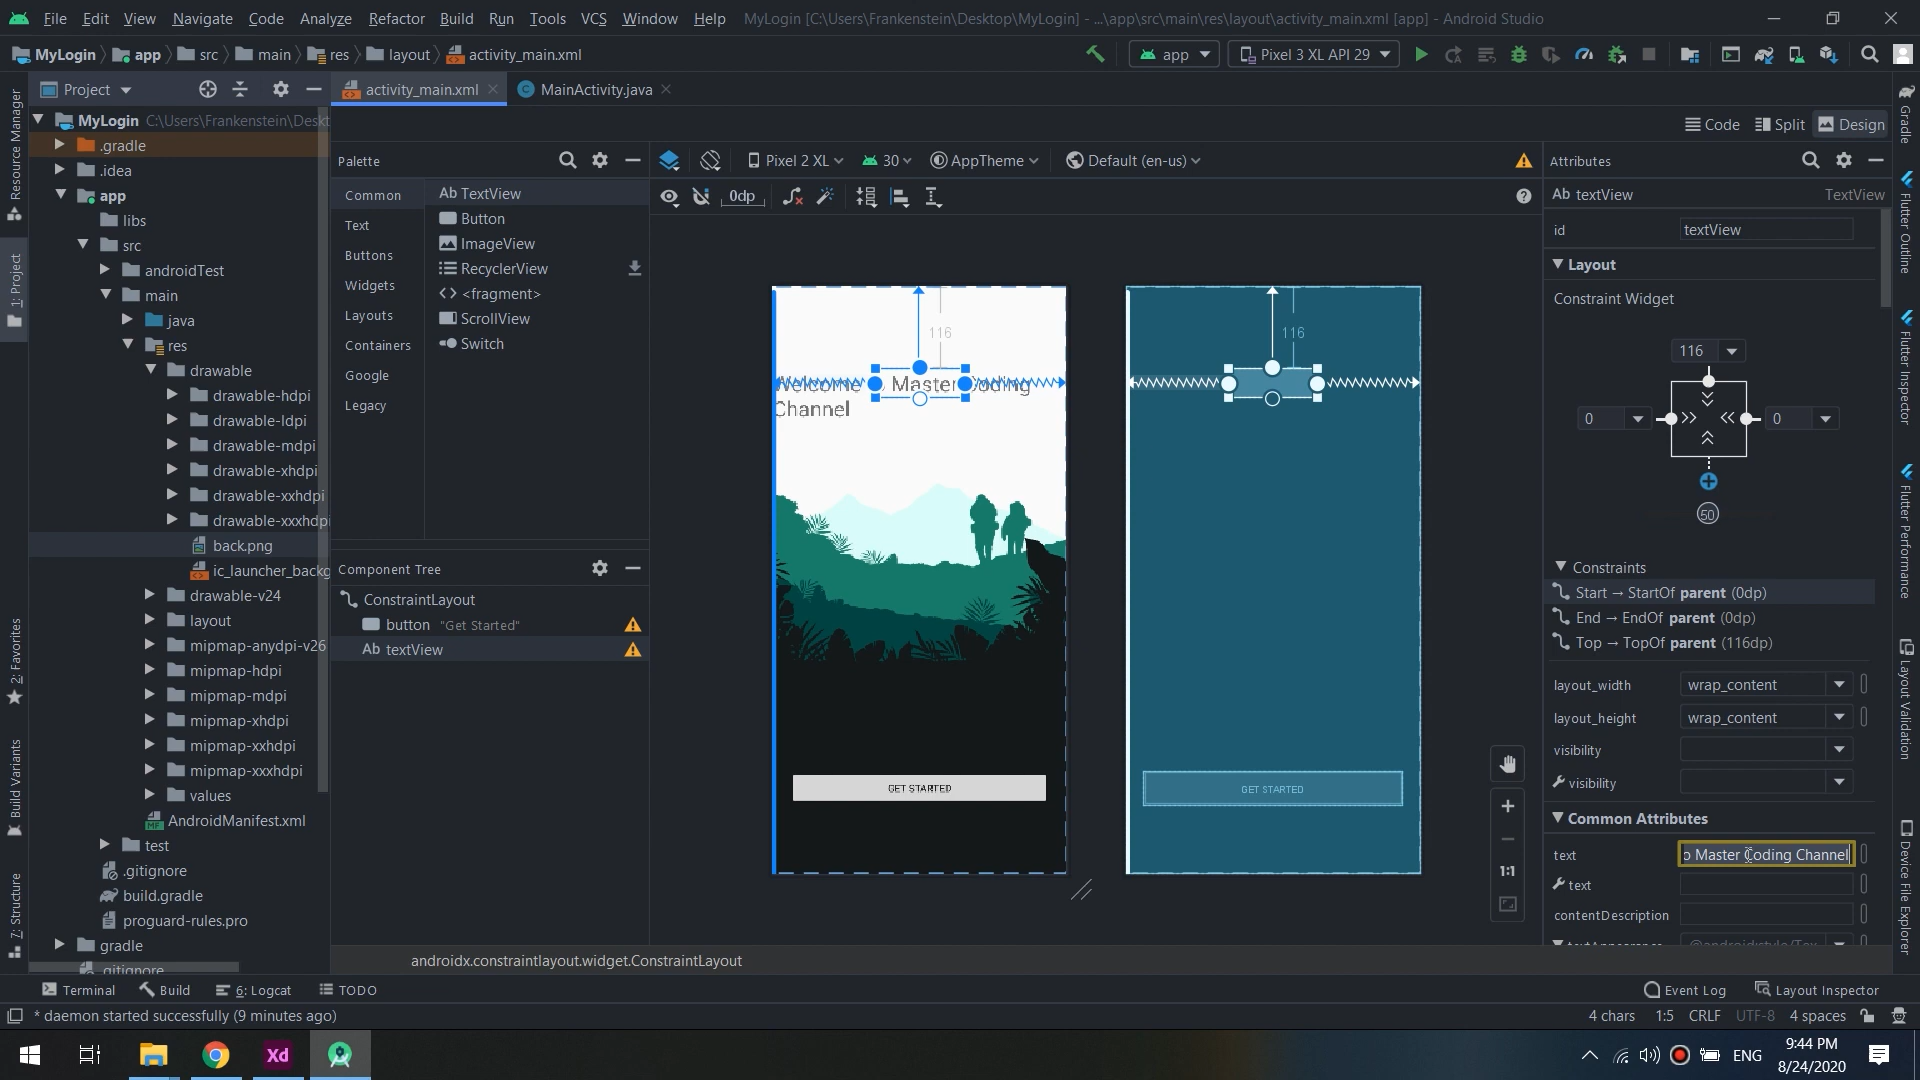 File Edit View Navigate Code Analyze Refactor Build Run Tools VCS Window Help MyLogin [C:\Users\Frankenstein\Desktop\MyLogin] - ...\app\src\main\res\layout\activity_main.xml [app] - Android Studio
MyLogin app src main res layout activity_main.xml app Pixel 3 XL API 29
Project activity_main.xml MainActivity.java
MyLogin C:\Users\Frankenstein\Deskt
.gradle
.idea
app
libs
src
androidTest
main
java
res
drawable
drawable-hdpi
drawable-ldpi
drawable-mdpi
drawable-xhdpi
drawable-xxhdpi
drawable-xxxhdpi
back.png
ic_launcher_backg
drawable-v24
layout
mipmap-anydpi-v26
mipmap-hdpi
mipmap-mdpi
mipmap-xhdpi
mipmap-xxhdpi
mipmap-xxxhdpi
values
AndroidManifest.xml
test
.gitignore
build.gradle
proguard-rules.pro
gradle
.gitignore
Resource Manager
1: Project
2: Favorites
Build Variants
7: Structure
Palette
Common
Text
Buttons
Widgets
Layouts
Containers
Google
Legacy
Ab TextView
Button
ImageView
RecyclerView
<fragment>
ScrollView
Switch
Component Tree
ConstraintLayout
button "Get Started"
Ab textView
Code Split Design
Pixel 2 XL 30 AppTheme Default (en-us)
0dp
116
Welcome Master Coding
Channel
GET STARTED
116
GET STARTED
1:1
Attributes
Ab textView TextView
id textView
Layout
Constraint Widget
116
0 0
50
Constraints
Start → StartOf parent (0dp)
End → EndOf parent (0dp)
Top → TopOf parent (116dp)
layout_width wrap_content
layout_height wrap_content
visibility
visibility
Common Attributes
text o Master Coding Channel
text
contentDescription
textAppearance @android:style/Tex
Gradle
Flutter Outline
Flutter Inspector
Flutter Performance
Layout Validation
Device File Explorer
androidx.constraintlayout.widget.ConstraintLayout
Terminal Build 6: Logcat TODO Event Log Layout Inspector
* daemon started successfully (9 minutes ago) 4 chars 1:5 CRLF UTF-8 4 spaces
Xd ENG 9:44 PM
8/24/2020